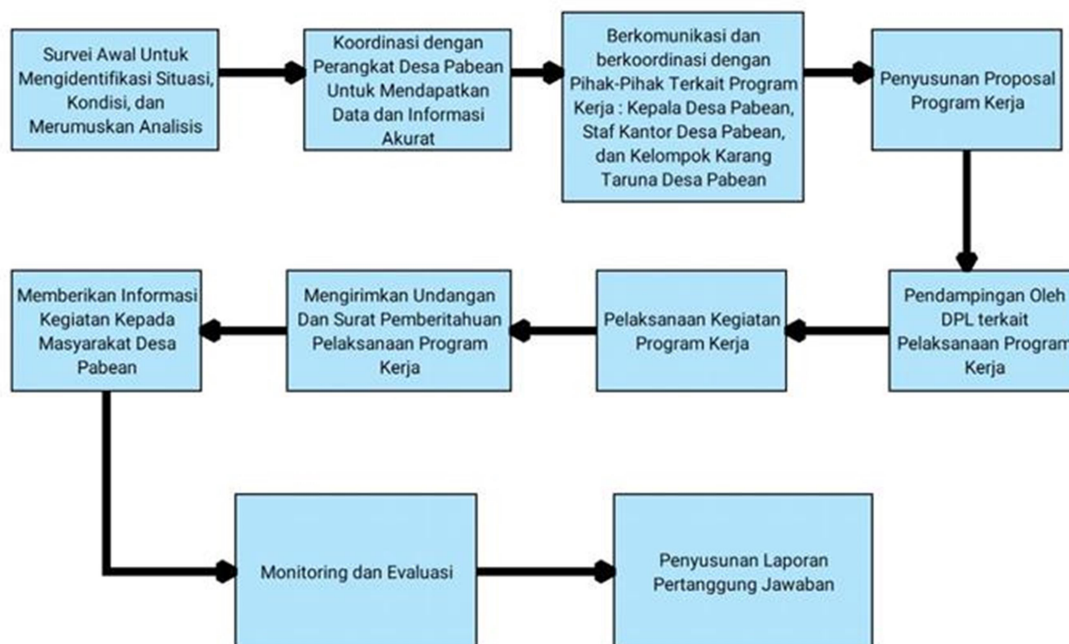 Survei Awal Untuk
Mengidentifikasi Situasi,
Kondisi, dan
Merumuskan Analisis
Koordinasi dengan
Perangkat Desa Pabean
Untuk Mendapatkan
Data dan Informasi
Akurat
Berkomunikasi dan
berkoordinasi dengan
Pihak-Pihak Terkait Program
Kerja : Kepala Desa Pabean,
Staf Kantor Desa Pabean,
dan Kelompok Karang
Taruna Desa Pabean
Penyusunan Proposal
Program Kerja
Pendampingan Oleh
DPL terkait
Pelaksanaan Program
Kerja
Pelaksanaan Kegiatan
Program Kerja
Mengirimkan Undangan
Dan Surat Pemberitahuan
Pelaksanaan Program
Kerja
Memberikan Informasi
Kegiatan Kepada
Masyarakat Desa
Pabean
Monitoring dan Evaluasi
Penyusunan Laporan
Pertanggung Jawaban